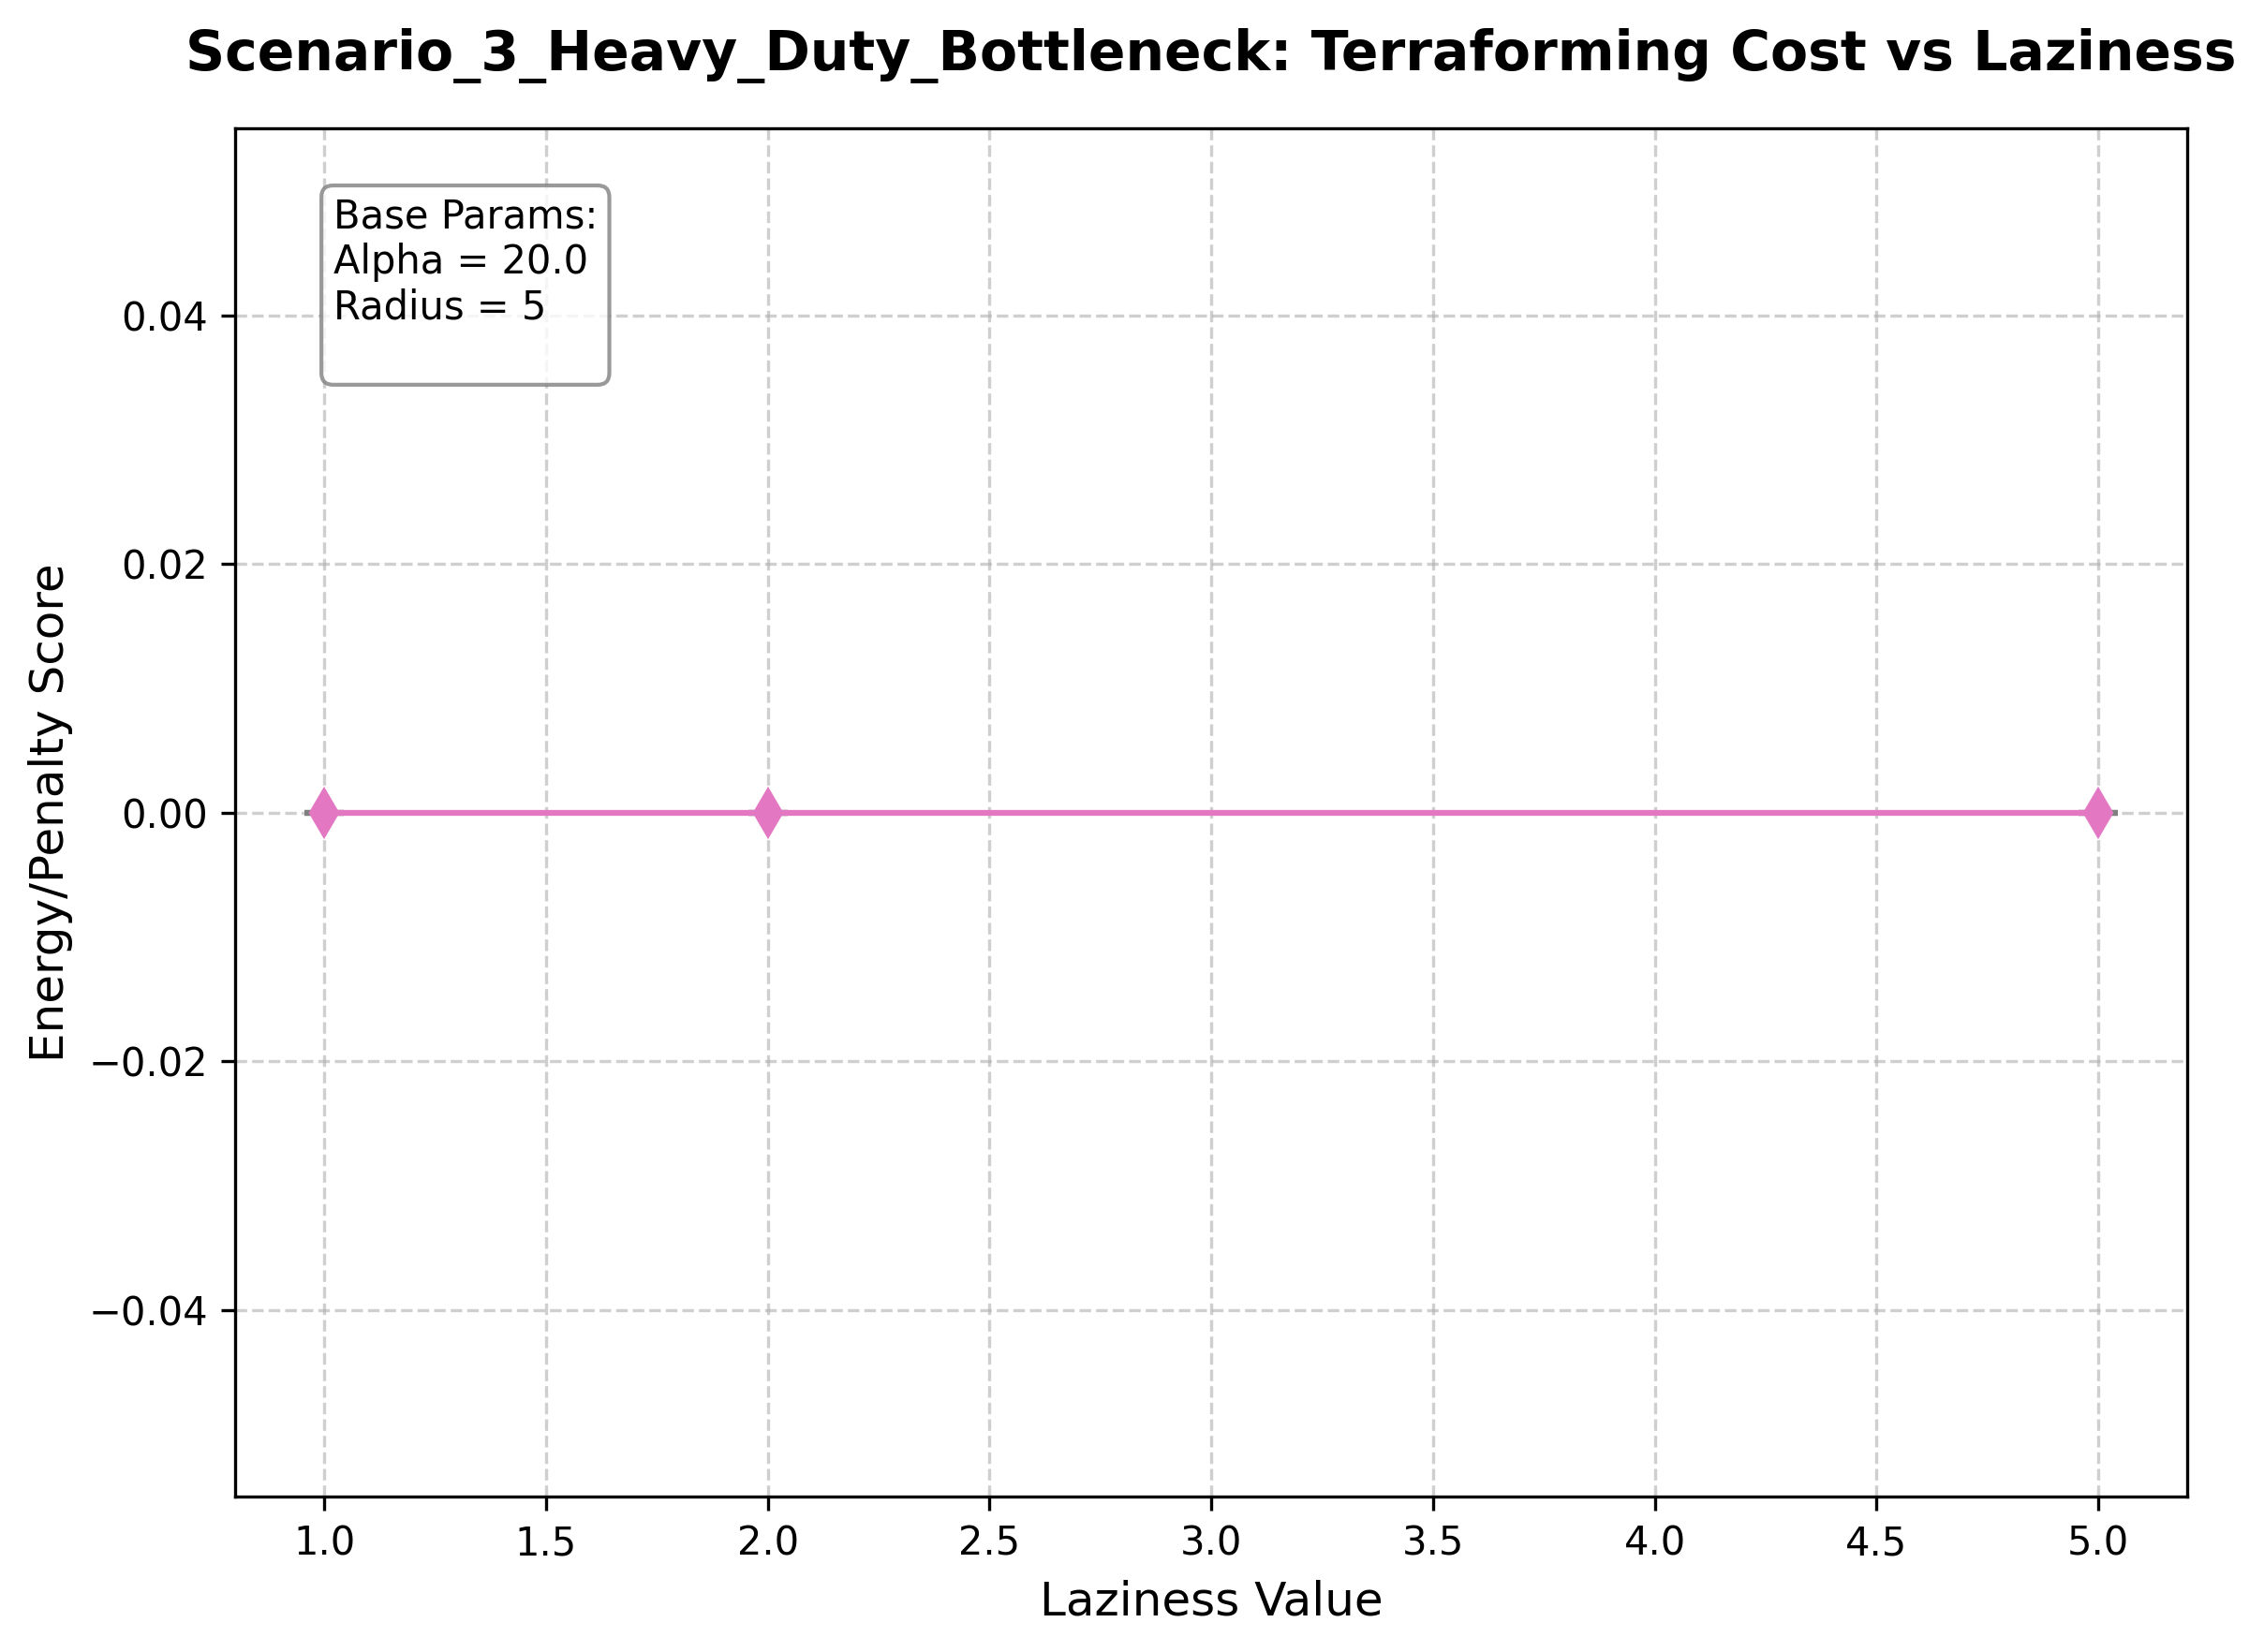 Scenario_3_Heavy_Duty_Bottleneck: Terraforming Cost vs Laziness
Base Params:
Alpha = 20.0
Radius = 5
Energy/Penalty Score
0.04
0.02
0.00
−0.02
−0.04
1.0 1.5 2.0 2.5 3.0 3.5 4.0 4.5 5.0
Laziness Value